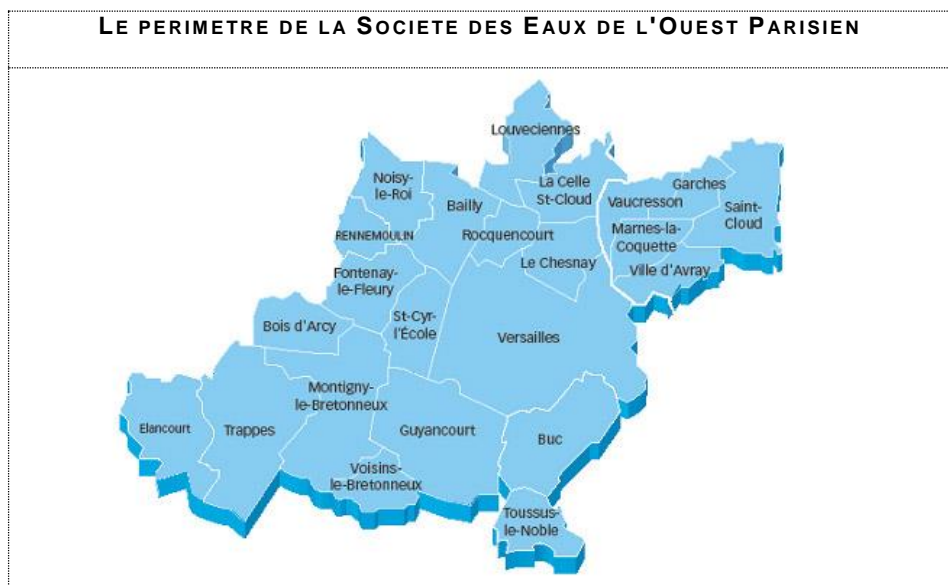 LE PERIMETRE DE LA SOCIETE DES EAUX DE L'OUEST PARISIEN
Louveciennes
Noisy-
le-Roi
La Celle
St-Cloud
Garches
Bailly
Vaucresson
Saint-
Cloud
RENNEMOULIN
Rocquencourt
Marnes-la-
Coquette
Le Chesnay
Ville d'Avray
Fontenay-
le-Fleury
Bois d'Arcy
St-Cyr-
l'École
Versailles
Montigny-
le-Bretonneux
Elancourt
Trappes
Guyancourt
Buc
Voisins-
le-Bretonneux
Toussus-
le-Noble